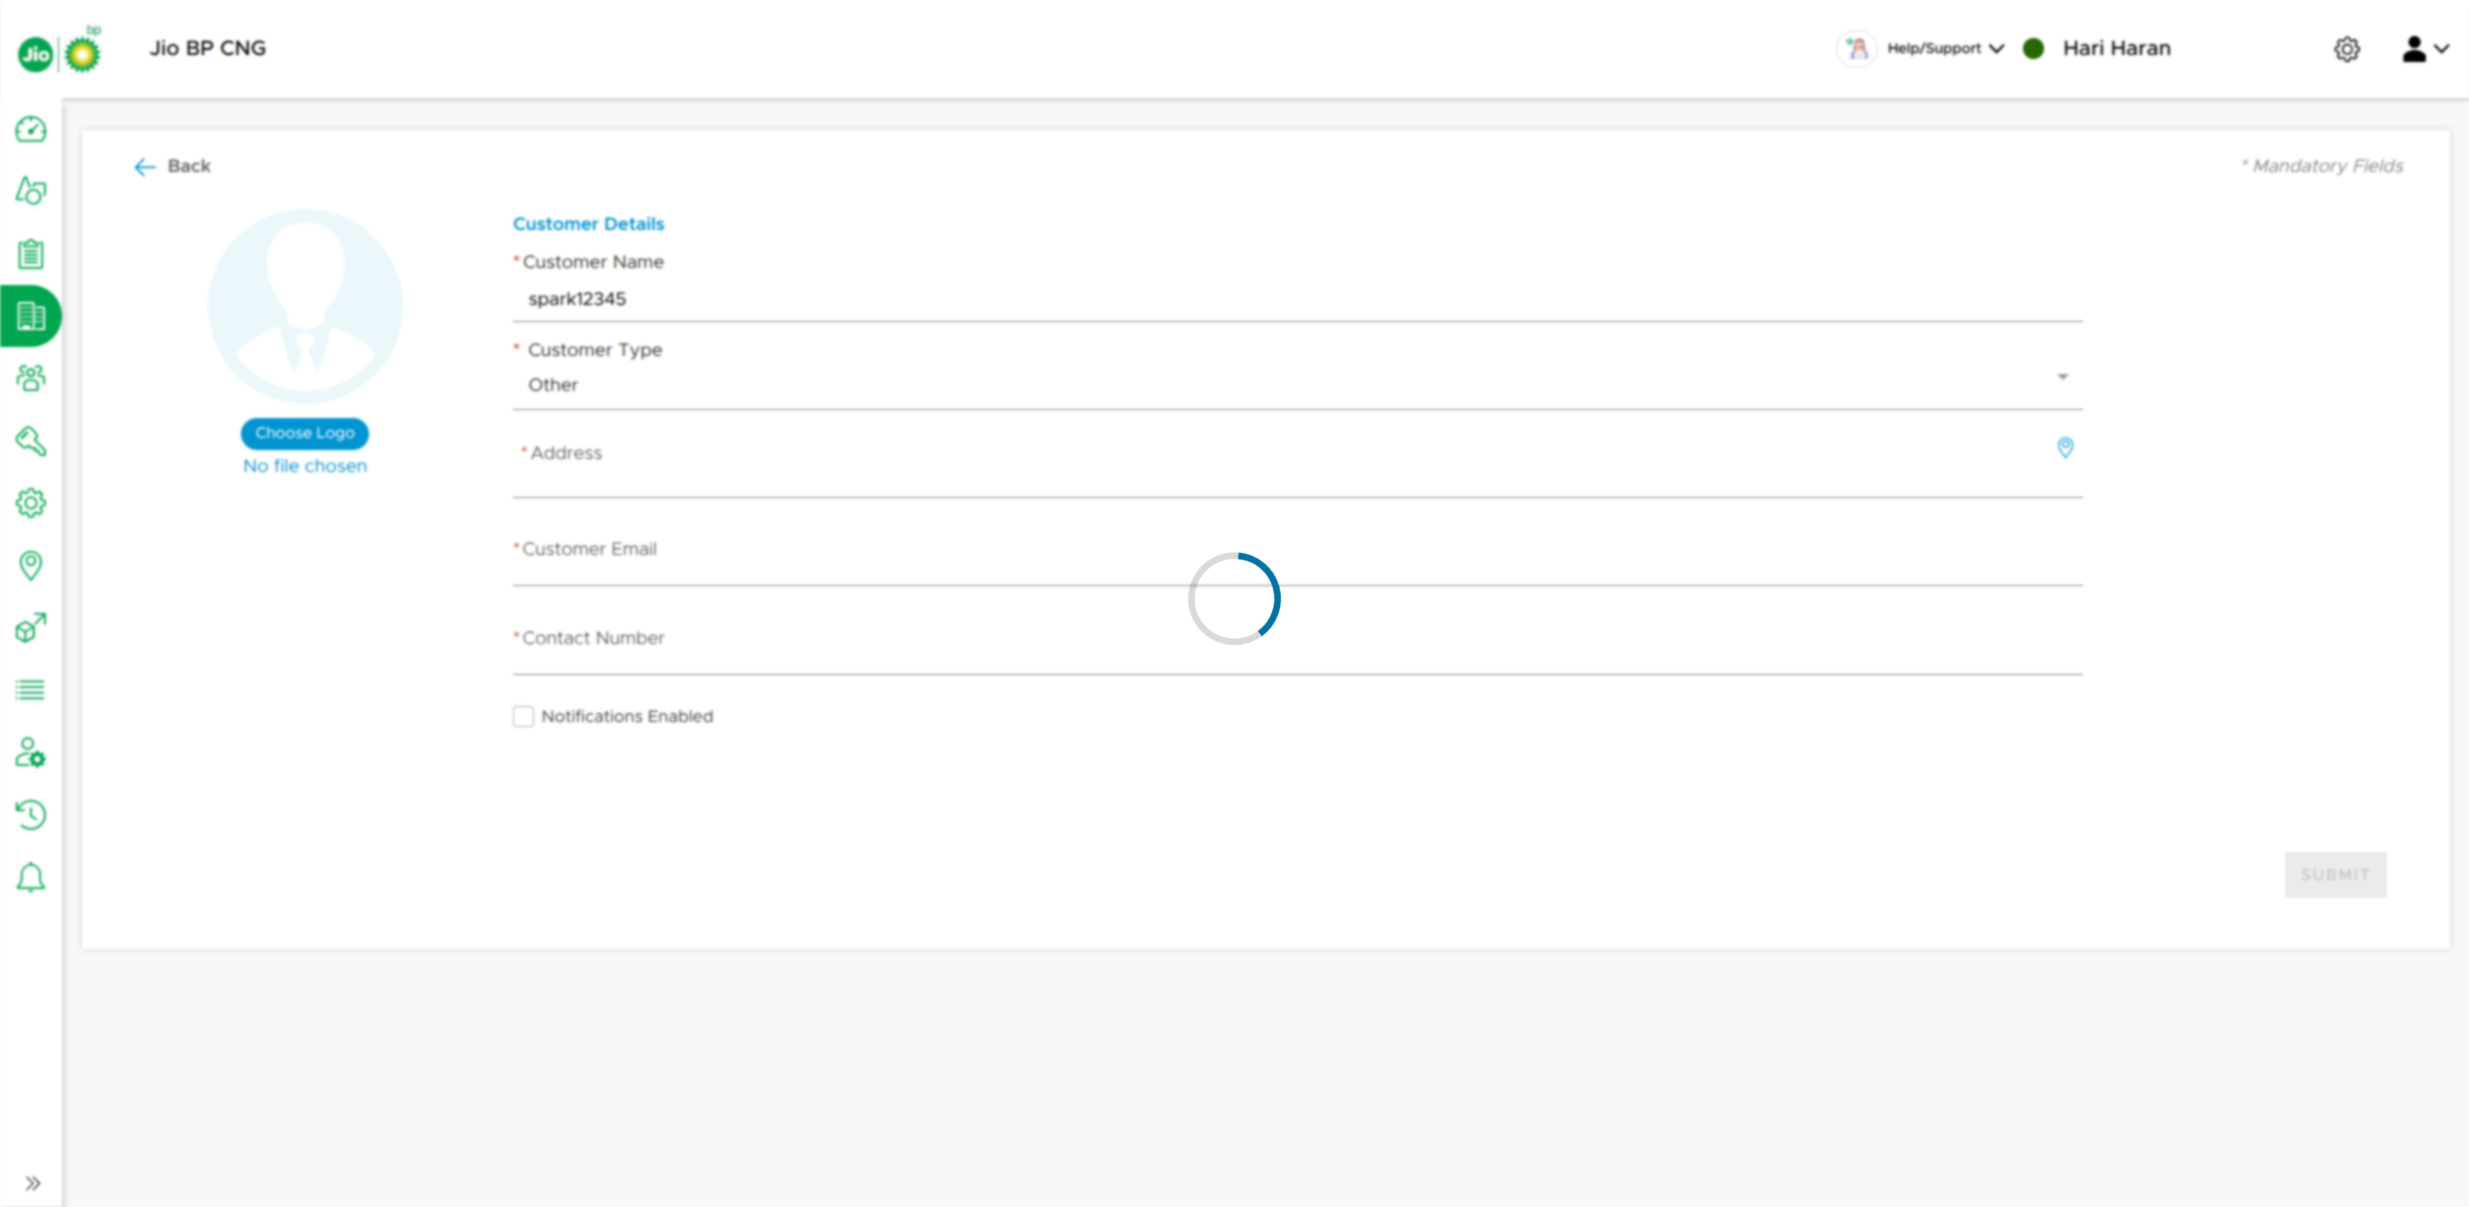 bp
Jio
Jio BP CNG
Help/Support
Hari Haran
Back
* Mandatory Fields
Customer Details
*Customer Name
spark12345
* Customer Type
Other
Choose Logo
No file chosen
*Address
*Customer Email
*Contact Number
Notifications Enabled
SUBMIT